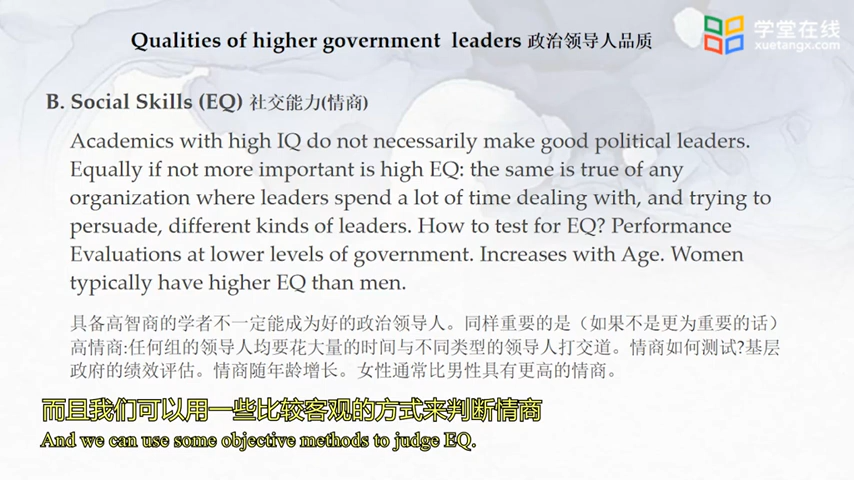 Qualities of higher government leaders 政治领导人品质
学堂在线
xuetangx.com
B. Social Skills (EQ) 社交能力(情商)
Academics with high IQ do not necessarily make good political leaders.
Equally if not more important is high EQ: the same is true of any
organization where leaders spend a lot of time dealing with, and trying to
persuade, different kinds of leaders. How to test for EQ? Performance
Evaluations at lower levels of government. Increases with Age. Women
typically have higher EQ than men.
具备高智商的学者不一定能成为好的政治领导人。同样重要的是（如果不是更为重要的话）
高情商:任何组的领导人均要花大量的时间与不同类型的领导人打交道。情商如何测试?基层
政府的绩效评估。情商随年龄增长。女性通常比男性具有更高的情商。
而且我们可以用一些比较客观的方式来判断情商
And we can use some objective methods to judge EQ.